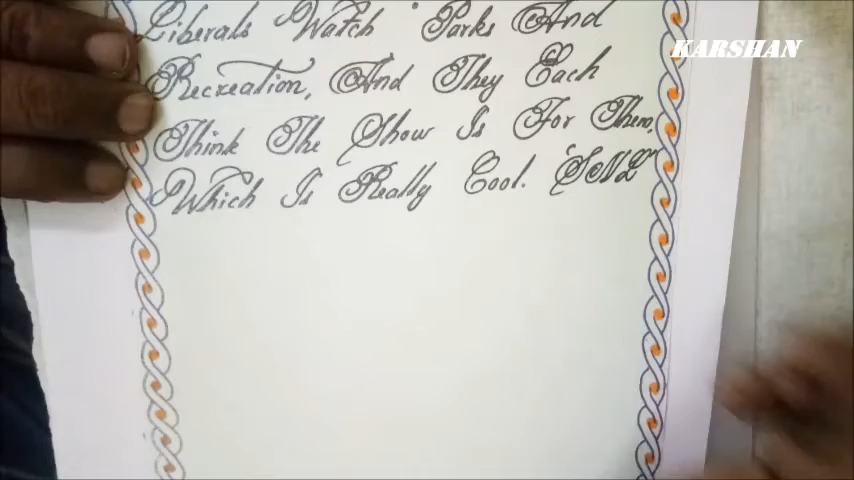 Liberals Watch "Parks And
KARSHAN
Recreation, And They Each
Think The Show Is For Them,
Which Is Really Cool. "SNL"